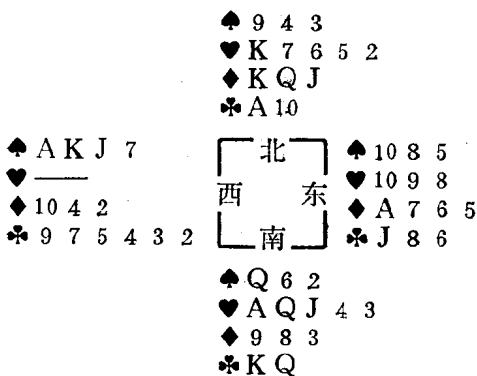 ♠ 9 4 3
♥ K 7 6 5 2
♦ K Q J
♣ A 10
♠ A K J 7
♥ ——
♦ 10 4 2
♣ 9 7 5 4 3 2
北
西 东
南
♠ 10 8 5
♥ 10 9 8
♦ A 7 6 5
♣ J 8 6
♠ Q 6 2
♥ A Q J 4 3
♦ 9 8 3
♣ K Q